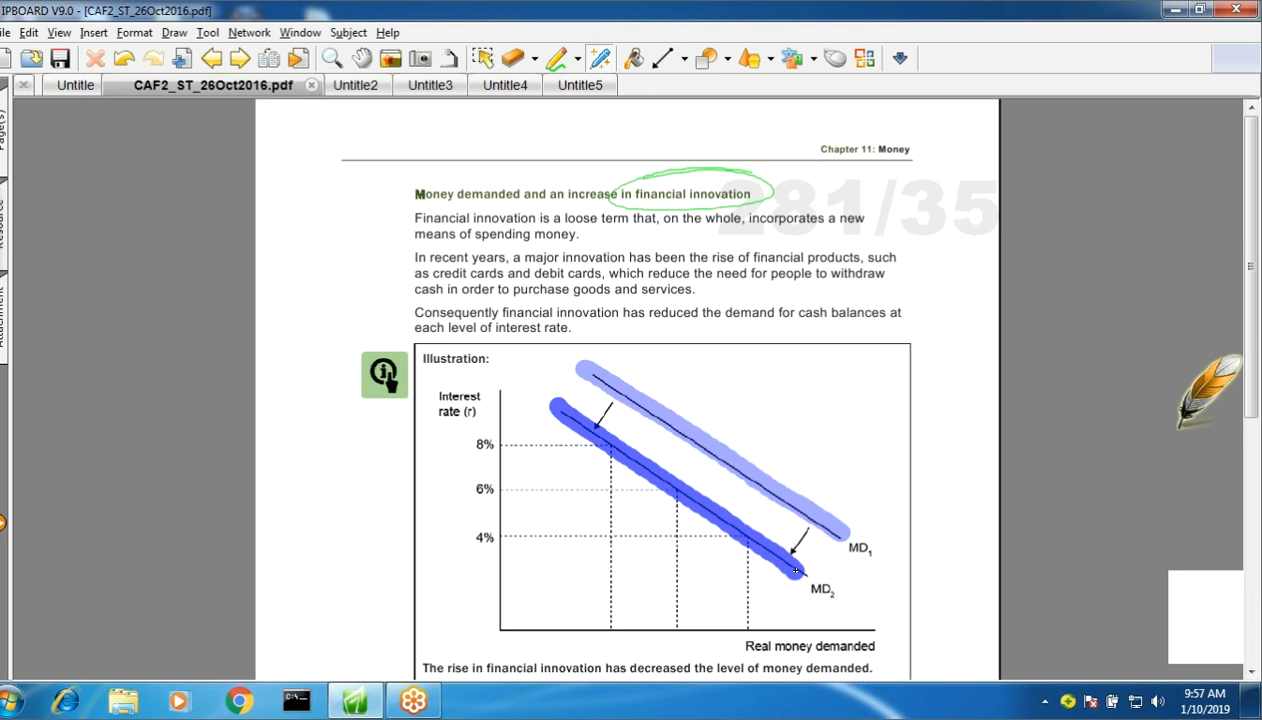 IPBOARD V9.0 - [CAF2_ST_26Oct2016.pdf]
le Edit View Insert Format Draw Tool Network Window Subject Help
Untitle CAF2_ST_26Oct2016.pdf Untitle2 Untitle3 Untitle4 Untitle5
Page(s)
Resource
Attachment
Chapter 11: Money
281/35
Money demanded and an increase in financial innovation
Financial innovation is a loose term that, on the whole, incorporates a new
means of spending money.
In recent years, a major innovation has been the rise of financial products, such
as credit cards and debit cards, which reduce the need for people to withdraw
cash in order to purchase goods and services.
Consequently financial innovation has reduced the demand for cash balances at
each level of interest rate.
Illustration:
Interest
rate (r)
8%
6%
4%
MD1
MD2
Real money demanded
The rise in financial innovation has decreased the level of money demanded.
9:57 AM
1/10/2019